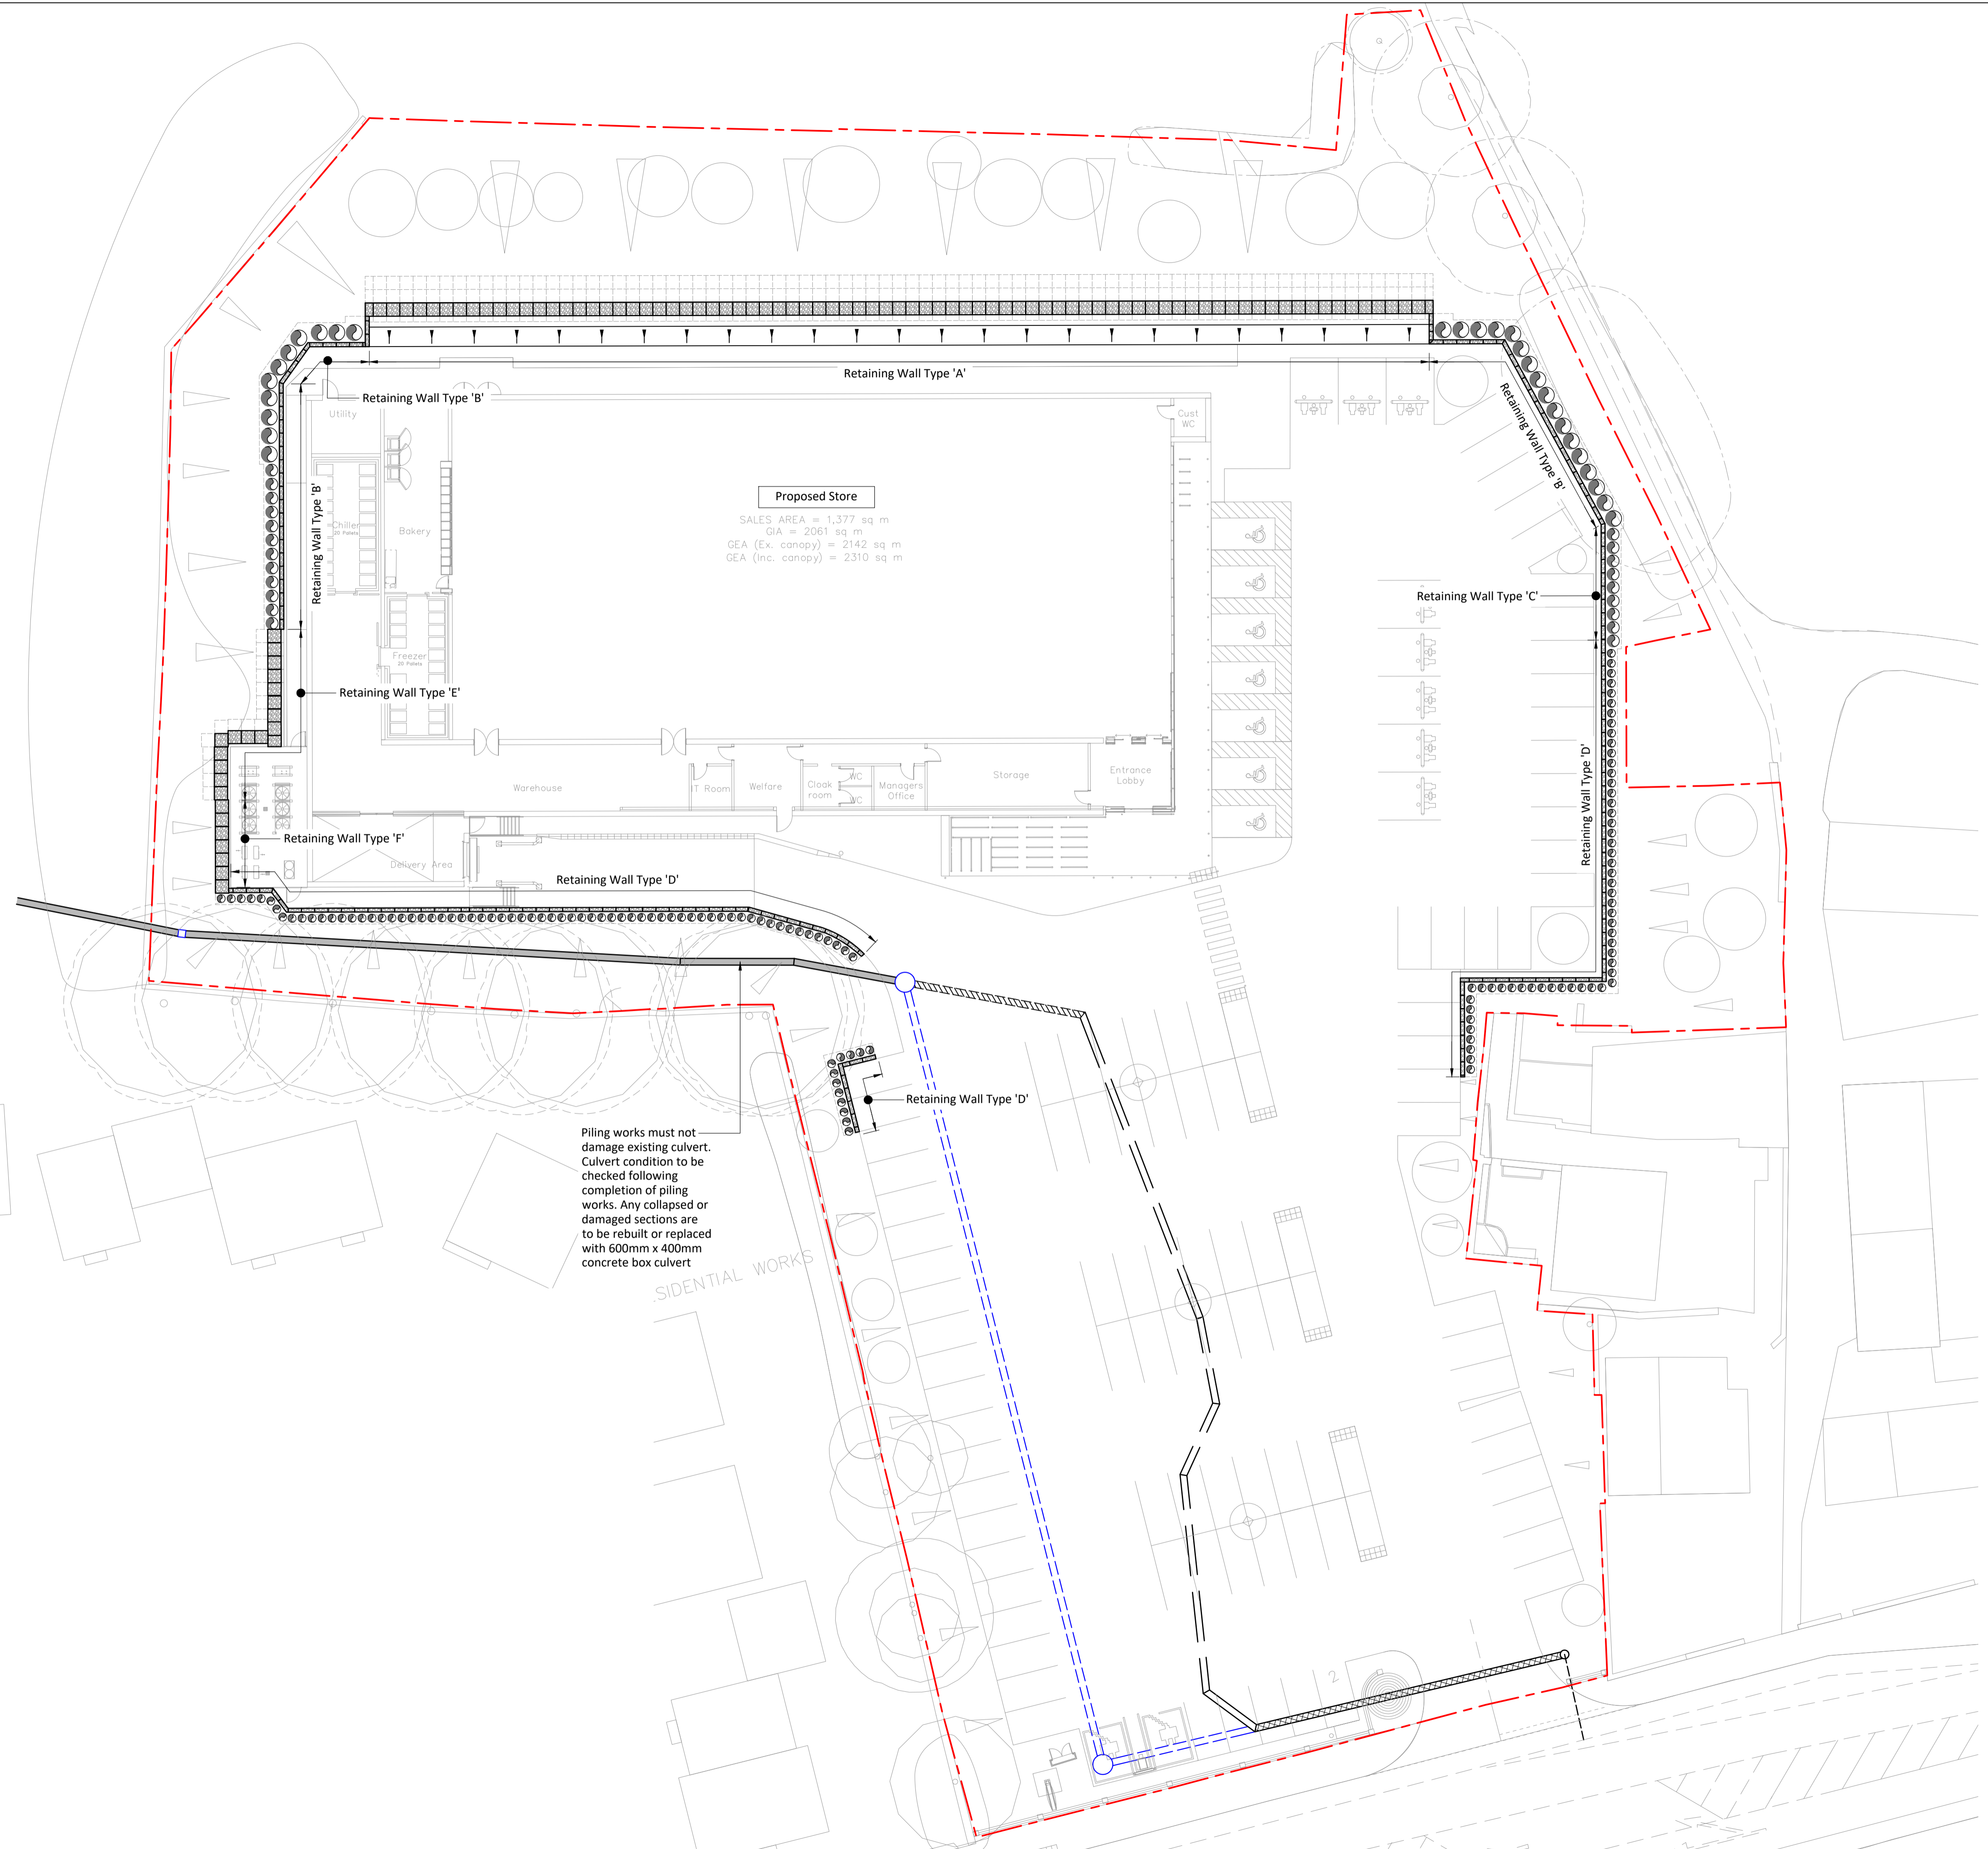 Retaining Wall Type 'A'
Retaining Wall Type 'B'
Utility
Cust
WC
Retaining Wall Type 'B'
Retaining Wall Type 'B'
Proposed Store
SALES AREA = 1,377 sq m
GIA = 2061 sq m
GEA (Ex. canopy) = 2142 sq m
GEA (Inc. canopy) = 2310 sq m
Chiller
20 Pallets
Bakery
Retaining Wall Type 'C'
Freezer
20 Pallets
Retaining Wall Type 'E'
Retaining Wall Type 'D'
Warehouse
IT Room
Welfare
Cloak
room
WC
WC
Managers
Office
Storage
Entrance
Lobby
Retaining Wall Type 'F'
Delivery Area
Retaining Wall Type 'D'
Retaining Wall Type 'D'
Piling works must not
damage existing culvert.
Culvert condition to be
checked following
completion of piling
works. Any collapsed or
damaged sections are
to be rebuilt or replaced
with 600mm x 400mm
concrete box culvert
SIDENTIAL WORKS
2